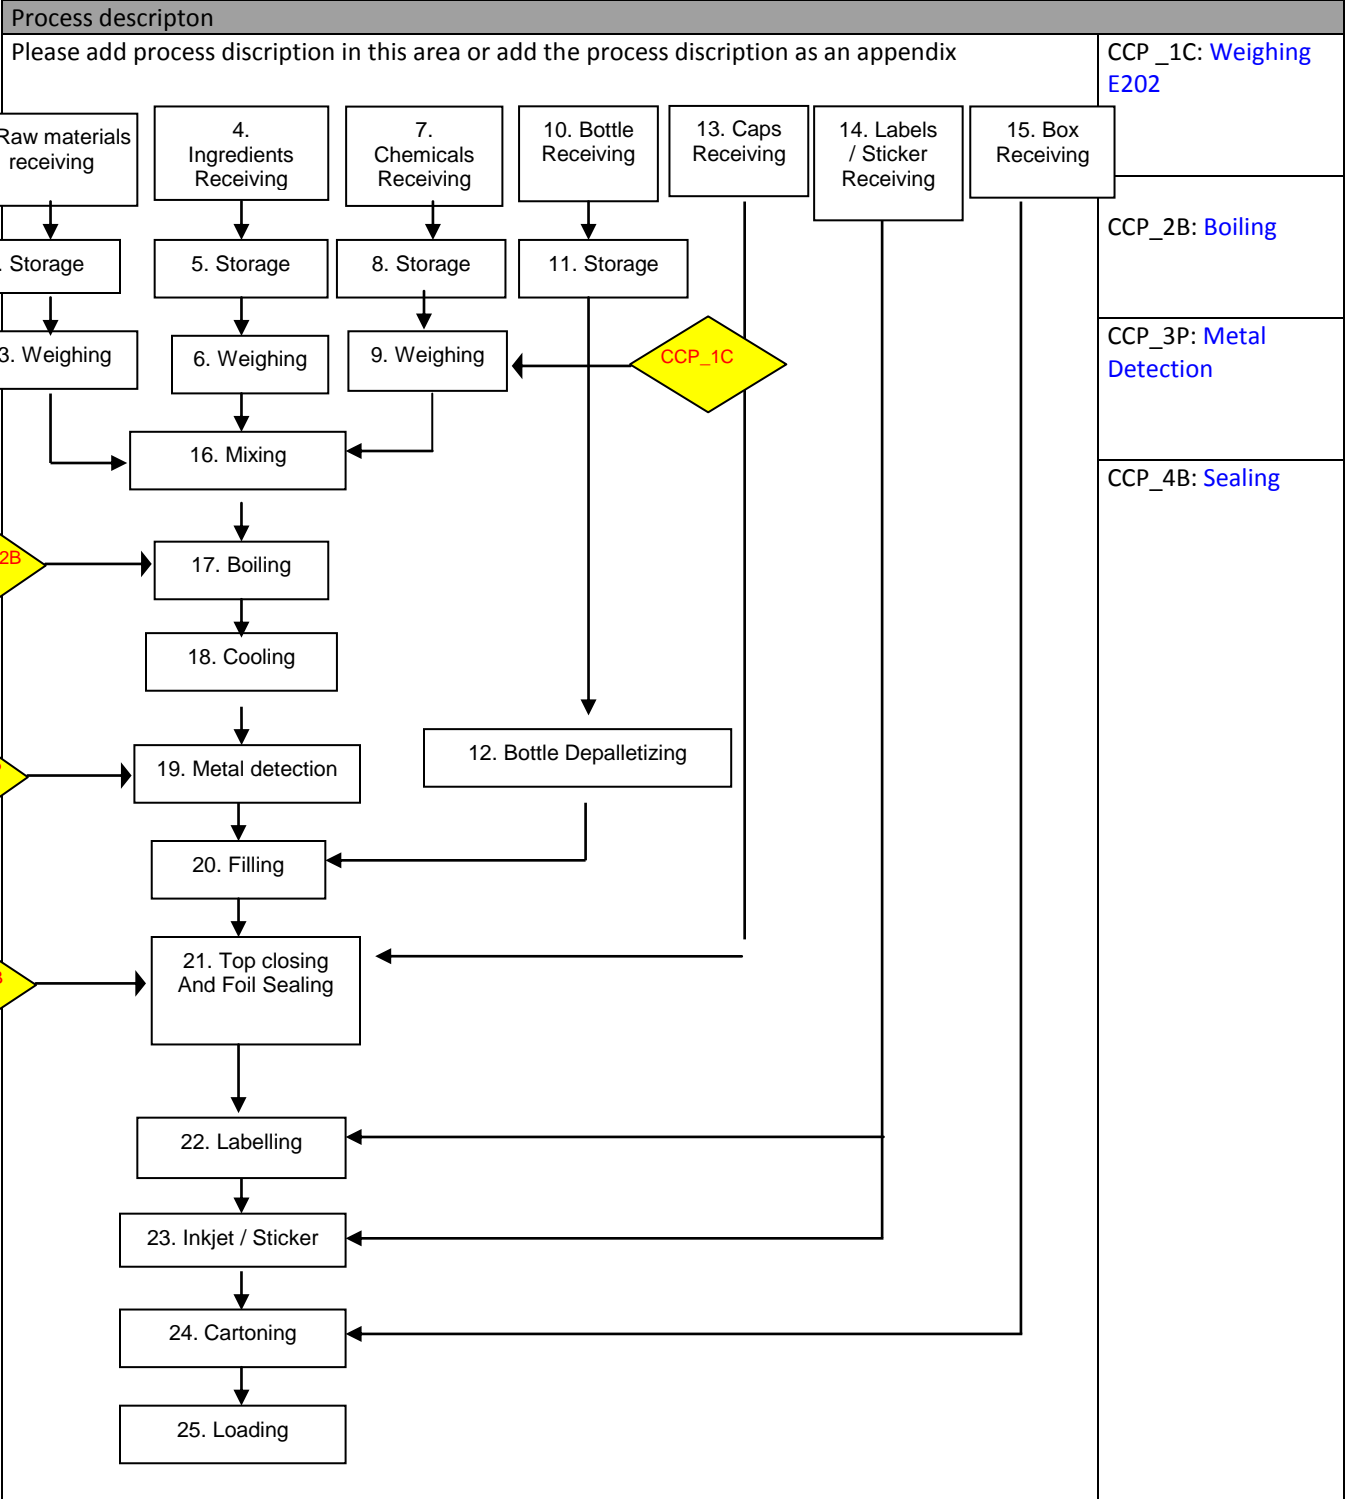 Process descripton
Please add process discription in this area or add the process discription as an appendix
CCP _1C: Weighing
E202
CCP_2B: Boiling
CCP_3P: Metal
Detection
CCP_4B: Sealing
Raw materials
receiving
4.
Ingredients
Receiving
7.
Chemicals
Receiving
10. Bottle
Receiving
13. Caps
Receiving
14. Labels
/ Sticker
Receiving
15. Box
Receiving
. Storage
5. Storage
8. Storage
11. Storage
3. Weighing
6. Weighing
9. Weighing
CCP_1C
16. Mixing
2B
17. Boiling
18. Cooling
12. Bottle Depalletizing
19. Metal detection
20. Filling
21. Top closing
And Foil Sealing
22. Labelling
23. Inkjet / Sticker
24. Cartoning
25. Loading